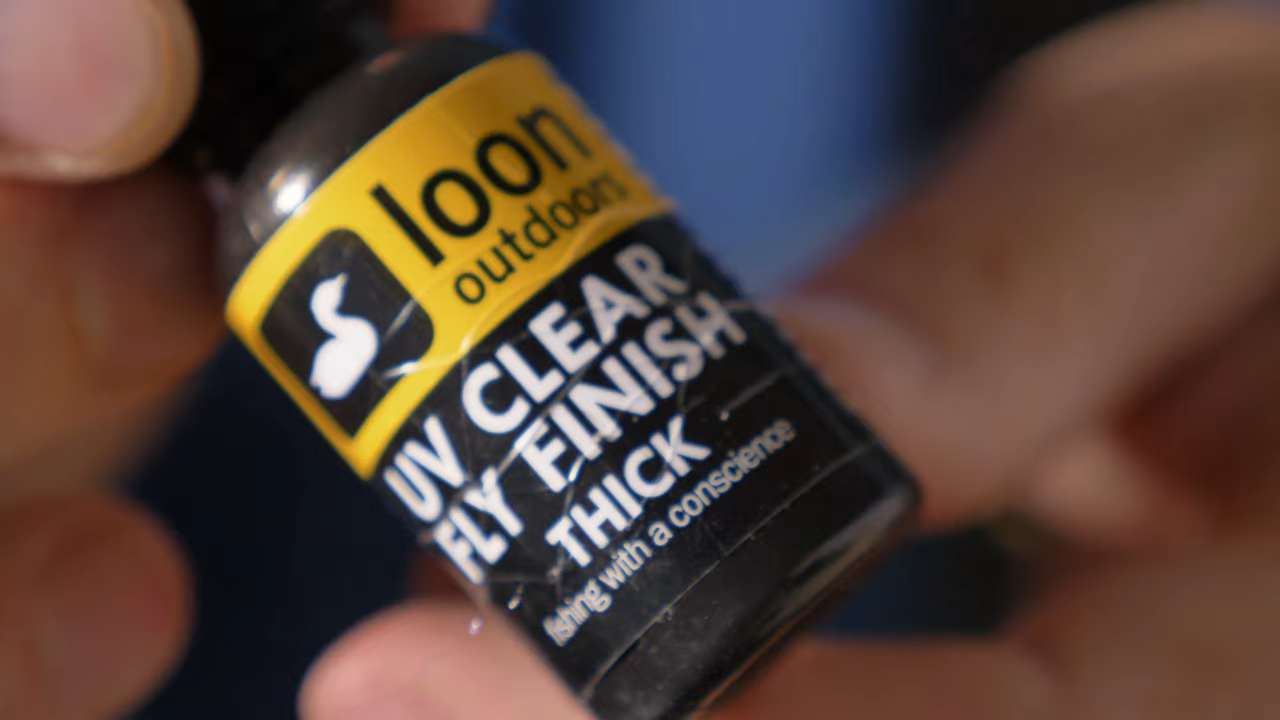 loon
outdoors
UV CLEAR
FLY FINISH
THICK
fishing with a conscience